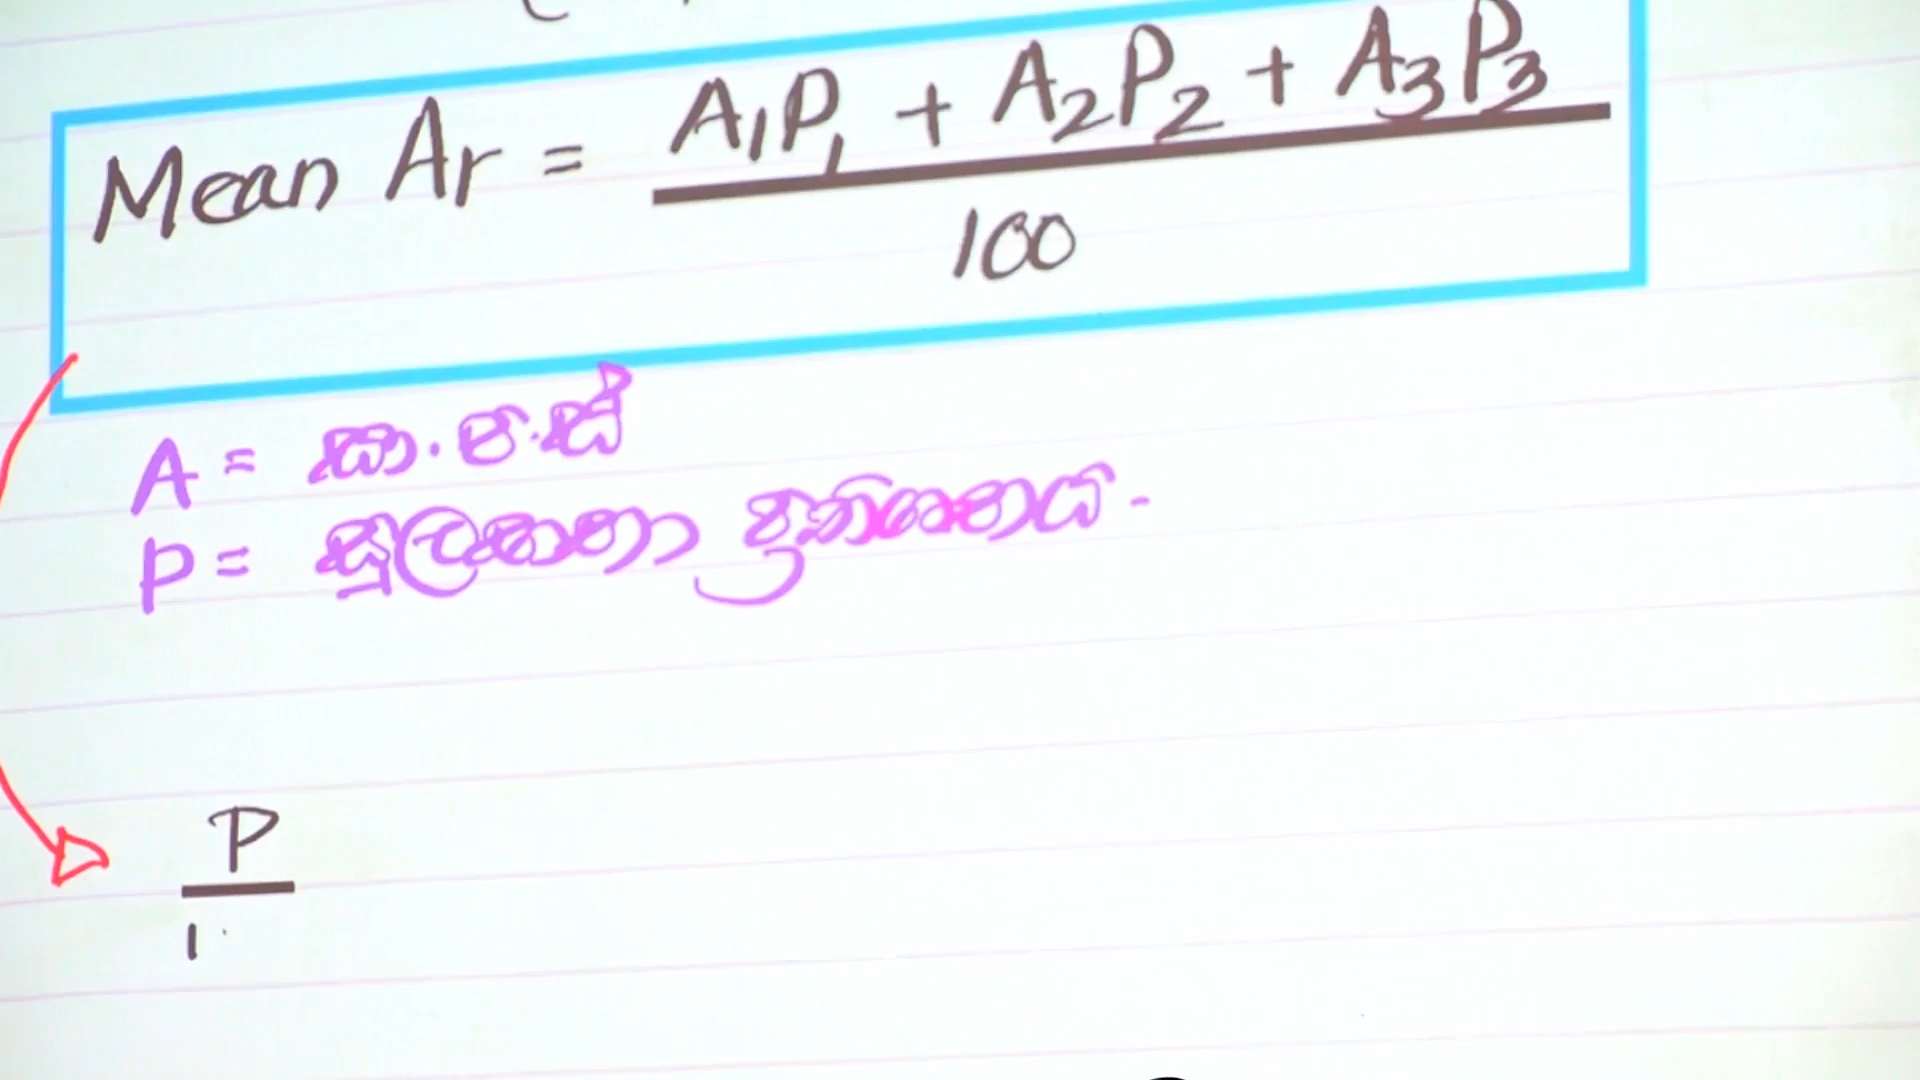 Mean Ar = A₁P₁ + A₂P₂ + A₃P₃ / 100
A = සා.ප.ස්
P = සුලභතා ප්‍රතිශතය.
P / 1